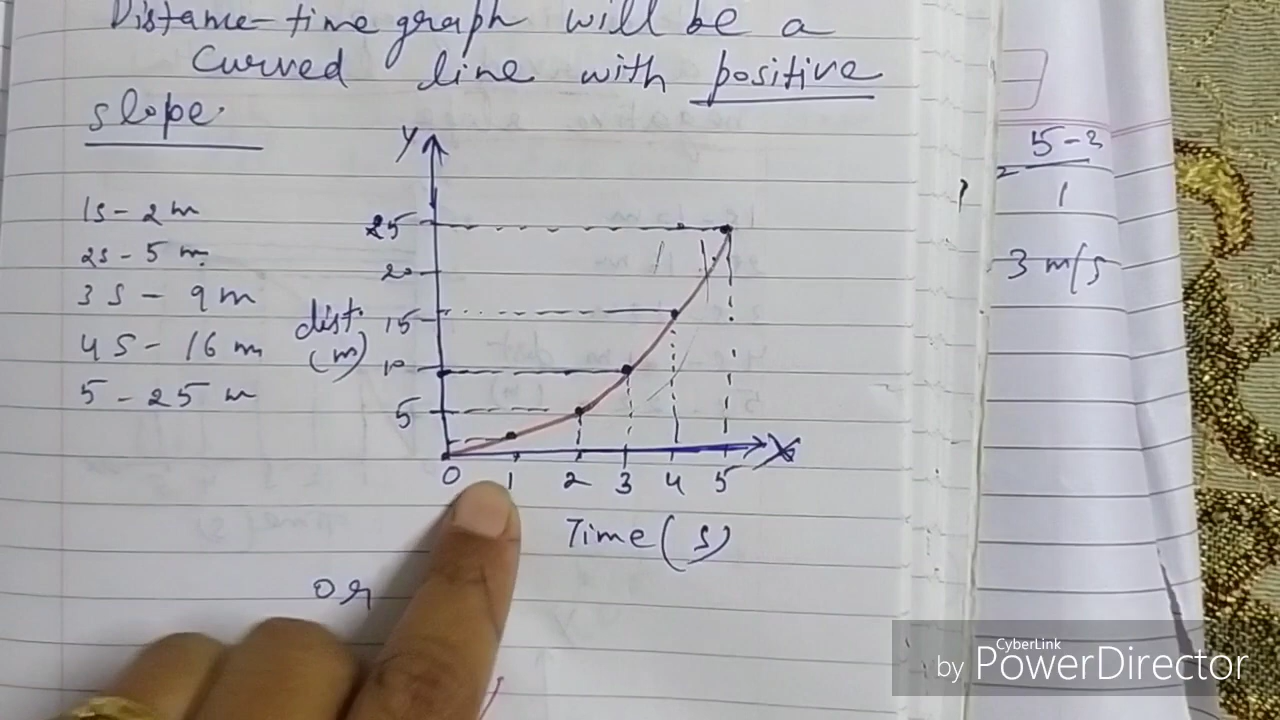 Distance-time graph will be a
curved line with positive
slope.
1s - 2 m
2s - 5 m
3s - 9 m
4s - 16 m
5 - 25 m
Y
25
20
15
10
5
dist.
(m)
0 1 2 3 4 5 X
Time (s)
or
5-2
1
3 m/s
CyberLink
by PowerDirector